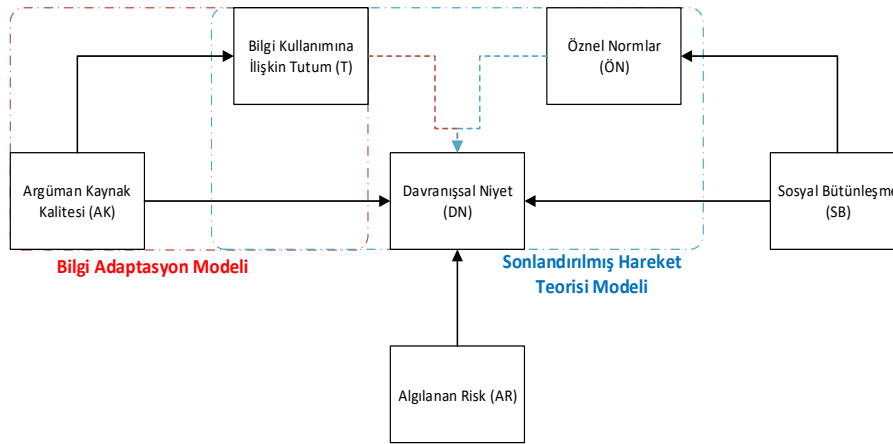 Bilgi Kullanımına
İlişkin Tutum (T)
Öznel Normlar
(ÖN)
Argüman Kaynak
Kalitesi (AK)
Davranışsal Niyet
(DN)
Sosyal Bütünleşme
(SB)
Bilgi Adaptasyon Modeli
Sonlandırılmış Hareket
Teorisi Modeli
Algılanan Risk (AR)